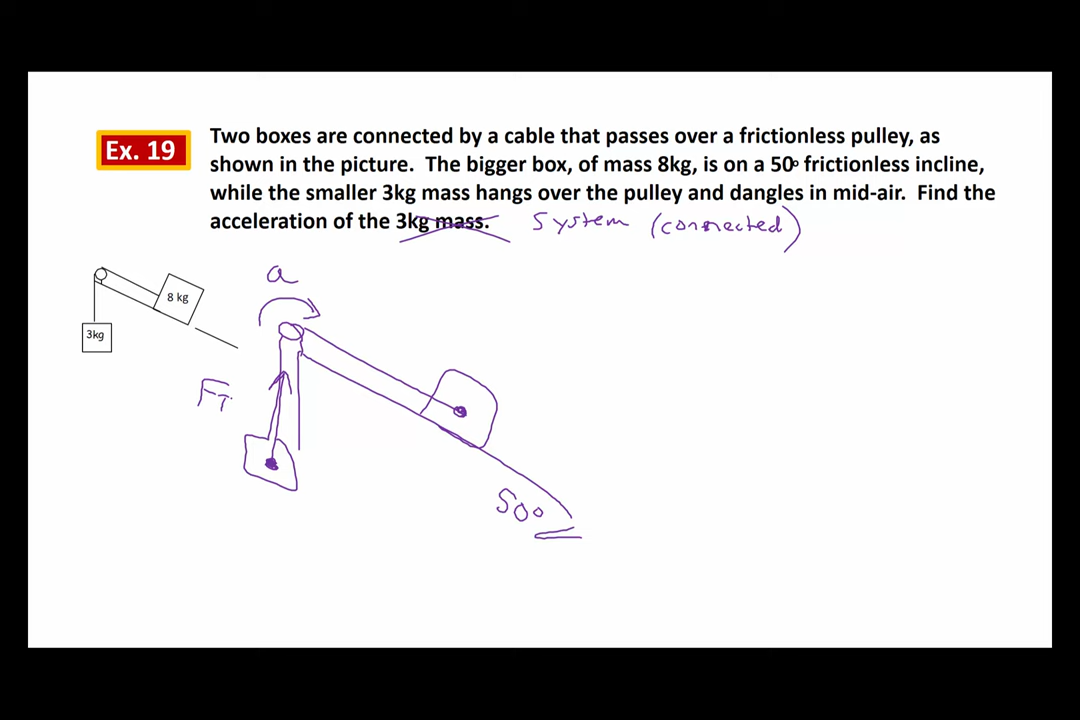 Ex. 19
Two boxes are connected by a cable that passes over a frictionless pulley, as
shown in the picture. The bigger box, of mass 8kg, is on a 50º frictionless incline,
while the smaller 3kg mass hangs over the pulley and dangles in mid-air. Find the
acceleration of the 3kg mass. System (connected)
a
8 kg
3kg
FT
50º